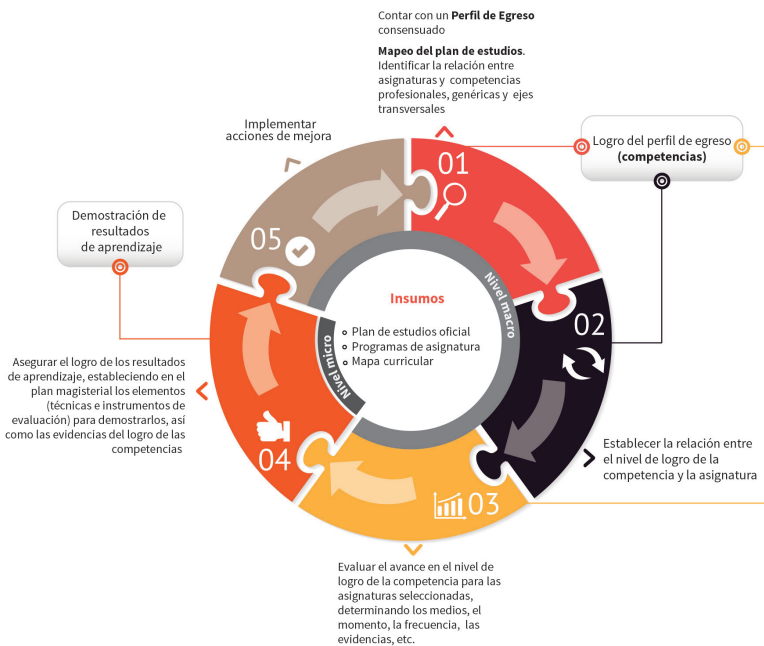 Contar con un Perfil de Egreso
consensuado
Mapeo del plan de estudios.
Identificar la relación entre
asignaturas y competencias
profesionales, genéricas y ejes
transversales
Implementar
acciones de mejora
Logro del perfil de egreso
(competencias)
Demostración de
resultados
de aprendizaje
01
05
02
Nivel macro
Insumos
Plan de estudios oficial
Programas de asignatura
Mapa curricular
Nivel micro
Asegurar el logro de los resultados
de aprendizaje, estableciendo en el
plan magisterial los elementos
(técnicas e instrumentos de
evaluación) para demostrarlos, así
como las evidencias del logro de las
competencias
04
03
Establecer la relación entre
el nivel de logro de la
competencia y la asignatura
Evaluar el avance en el nivel de
logro de la competencia para las
asignaturas seleccionadas,
determinando los medios, el
momento, la frecuencia, las
evidencias, etc.